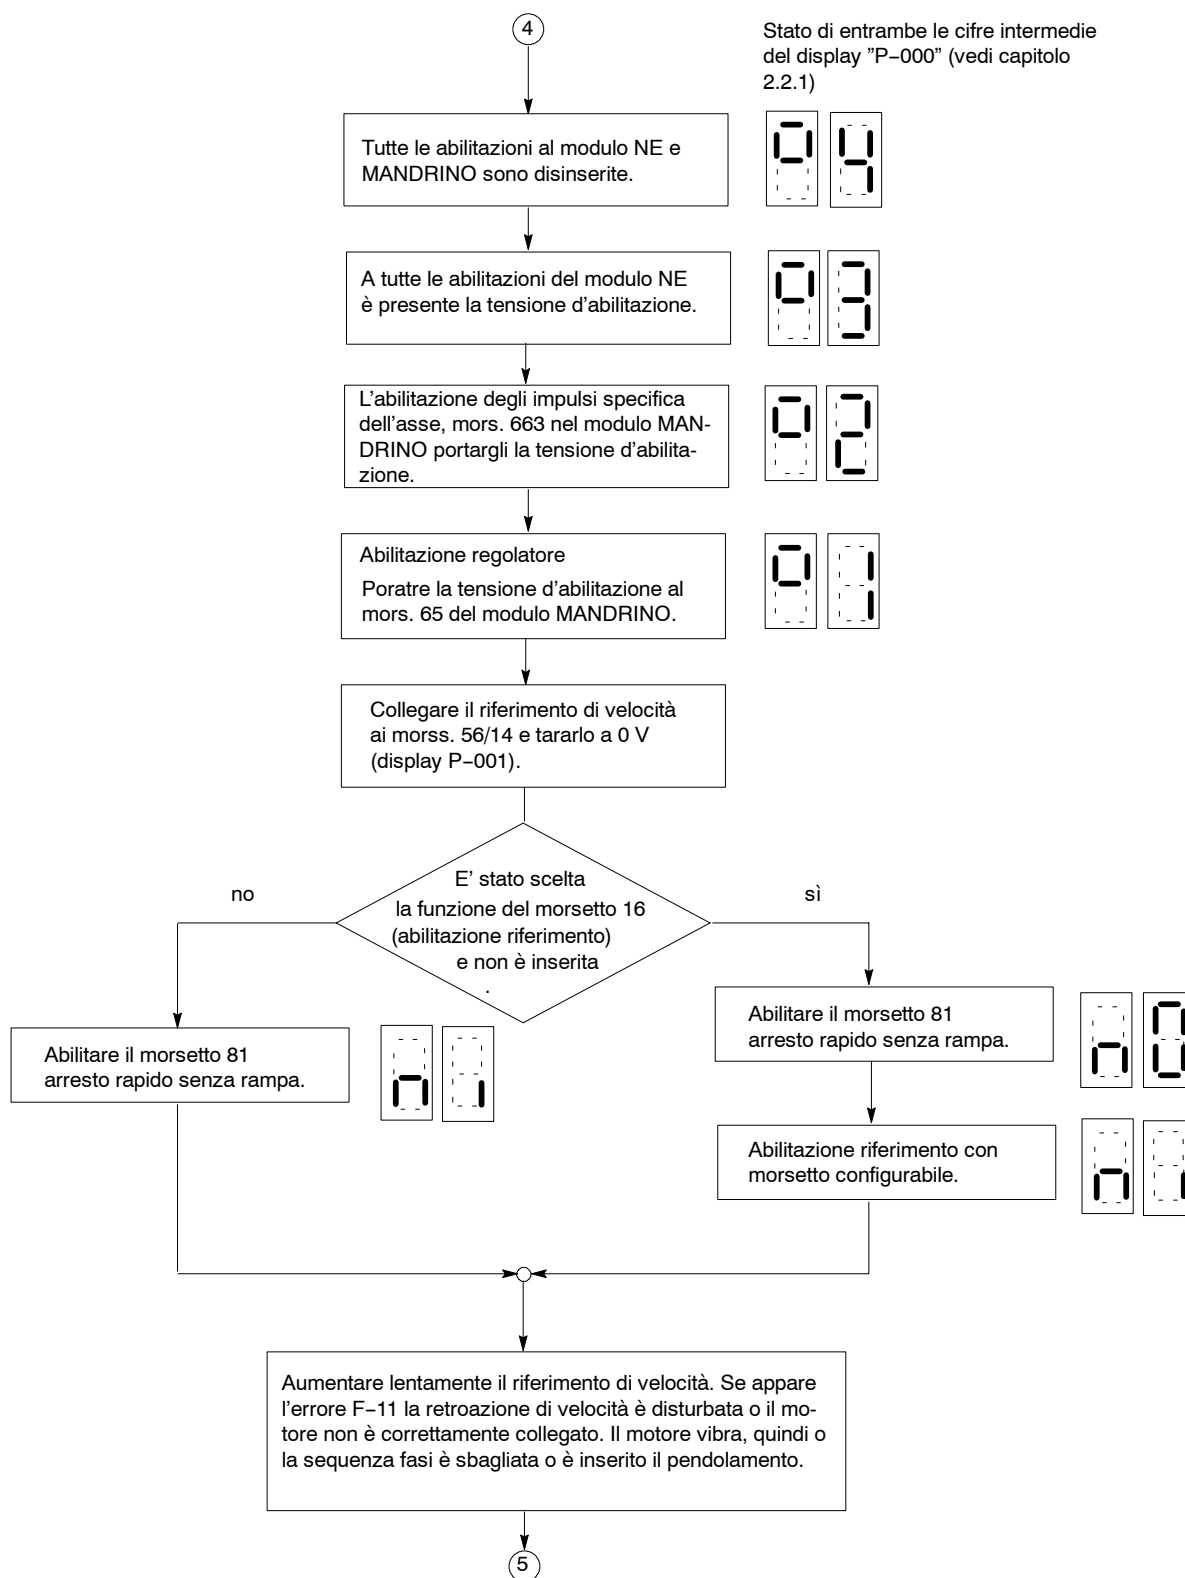 4
Stato di entrambe le cifre intermedie
del display ”P−000” (vedi capitolo
2.2.1)
Tutte le abilitazioni al modulo NE e
MANDRINO sono disinserite.
A tutte le abilitazioni del modulo NE
è presente la tensione d’abilitazione.
L’abilitazione degli impulsi specifica
dell’asse, mors. 663 nel modulo MAN-
DRINO portargli la tensione d’abilita-
zione.
Abilitazione regolatore
Poratre la tensione d’abilitazione al
mors. 65 del modulo MANDRINO.
Collegare il riferimento di velocità
ai morss. 56/14 e tararlo a 0 V
(display P−001).
E’ stato scelta
la funzione del morsetto 16
(abilitazione riferimento)
e non è inserita
.
no
sì
Abilitare il morsetto 81
arresto rapido senza rampa.
Abilitare il morsetto 81
arresto rapido senza rampa.
Abilitazione riferimento con
morsetto configurabile.
Aumentare lentamente il riferimento di velocità. Se appare
l’errore F−11 la retroazione di velocità è disturbata o il mo-
tore non è correttamente collegato. Il motore vibra, quindi o
la sequenza fasi è sbagliata o è inserito il pendolamento.
5